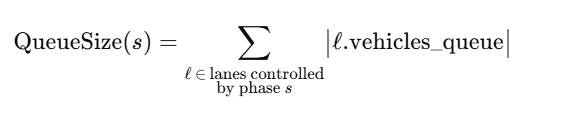 QueueSize(s) = ∑ |ℓ.vehicles_queue|
ℓ ∈ lanes controlled
by phase s